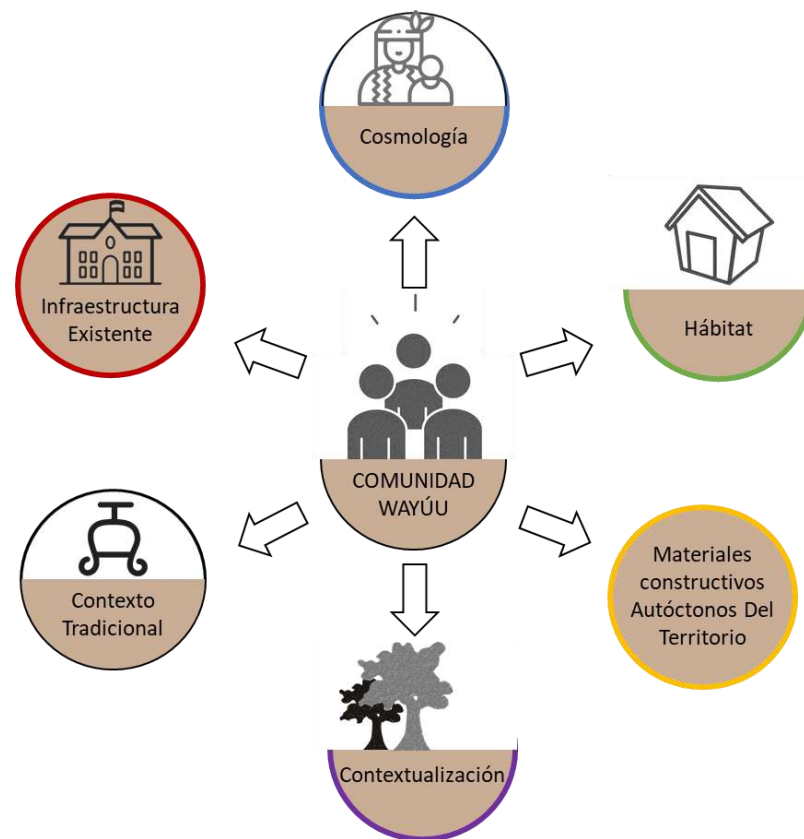 Cosmología
Infraestructura
Existente
Hábitat
COMUNIDAD
WAYÚU
Contexto
Tradicional
Materiales
constructivos
Autóctonos Del
Territorio
Contextualización